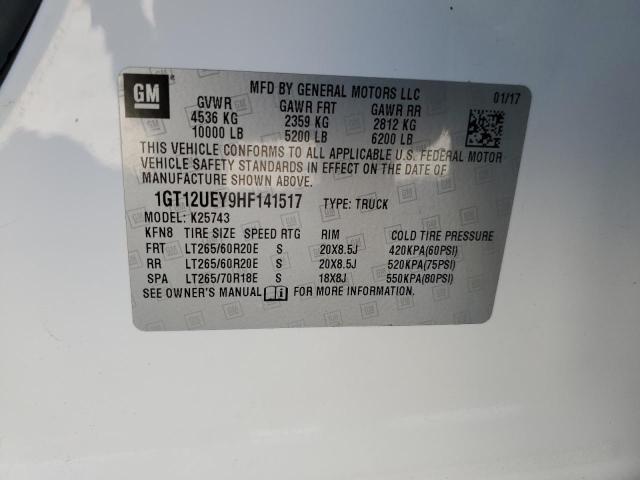 GM
MFD BY GENERAL MOTORS LLC 01/17
GVWR GAWR FRT GAWR RR
4536 KG 2359 KG 2812 KG
10000 LB 5200 LB 6200 LB
THIS VEHICLE CONFORMS TO ALL APPLICABLE U.S. FEDERAL MOTOR
VEHICLE SAFETY STANDARDS IN EFFECT ON THE DATE OF
MANUFACTURE SHOWN ABOVE.
1GT12UEY9HF141517 TYPE: TRUCK
MODEL: K25743
KFN8 TIRE SIZE SPEED RTG RIM COLD TIRE PRESSURE
FRT LT265/60R20E S 20X8.5J 420KPA(60PSI)
RR LT265/60R20E S 20X8.5J 520KPA(75PSI)
SPA LT265/70R18E S 18X8J 550KPA(80PSI)
SEE OWNER'S MANUAL FOR MORE INFORMATION.